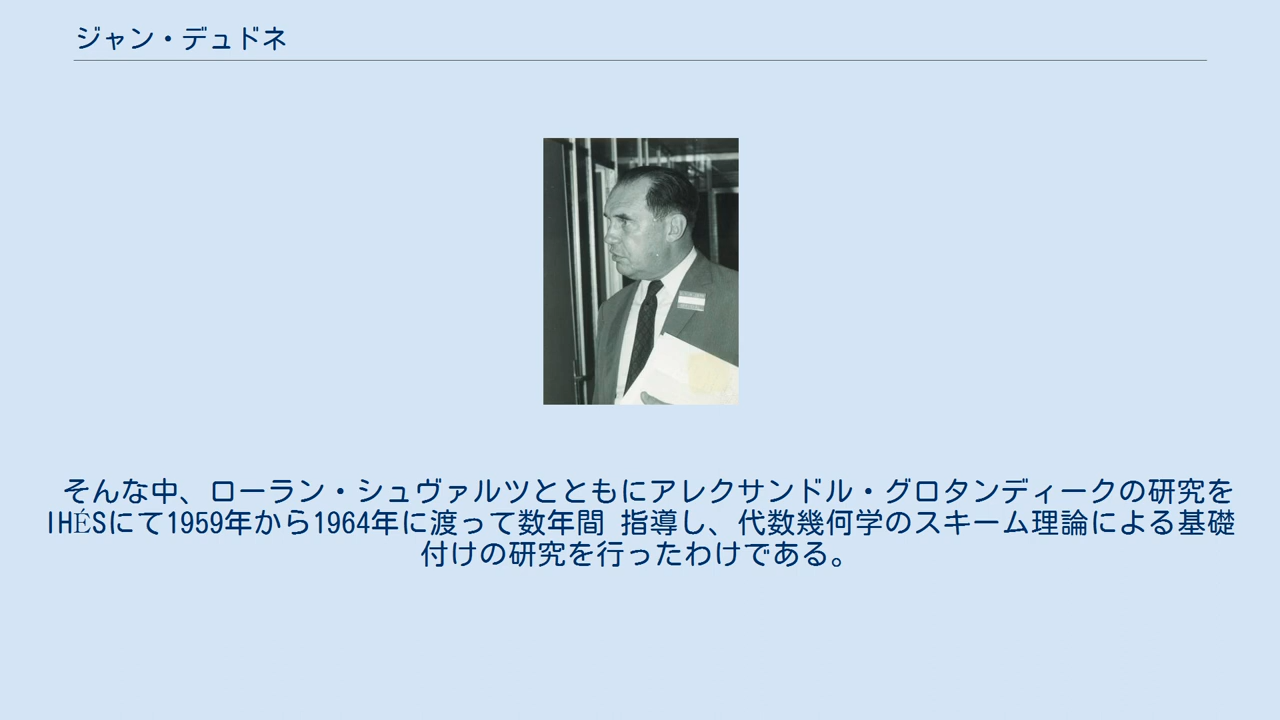 ジャン・デュドネ
そんな中、ローラン・シュヴァルツとともにアレクサンドル・グロタンディークの研究を
IHÉSにて1959年から1964年に渡って数年間 指導し、代数幾何学のスキーム理論による基礎
付けの研究を行ったわけである。